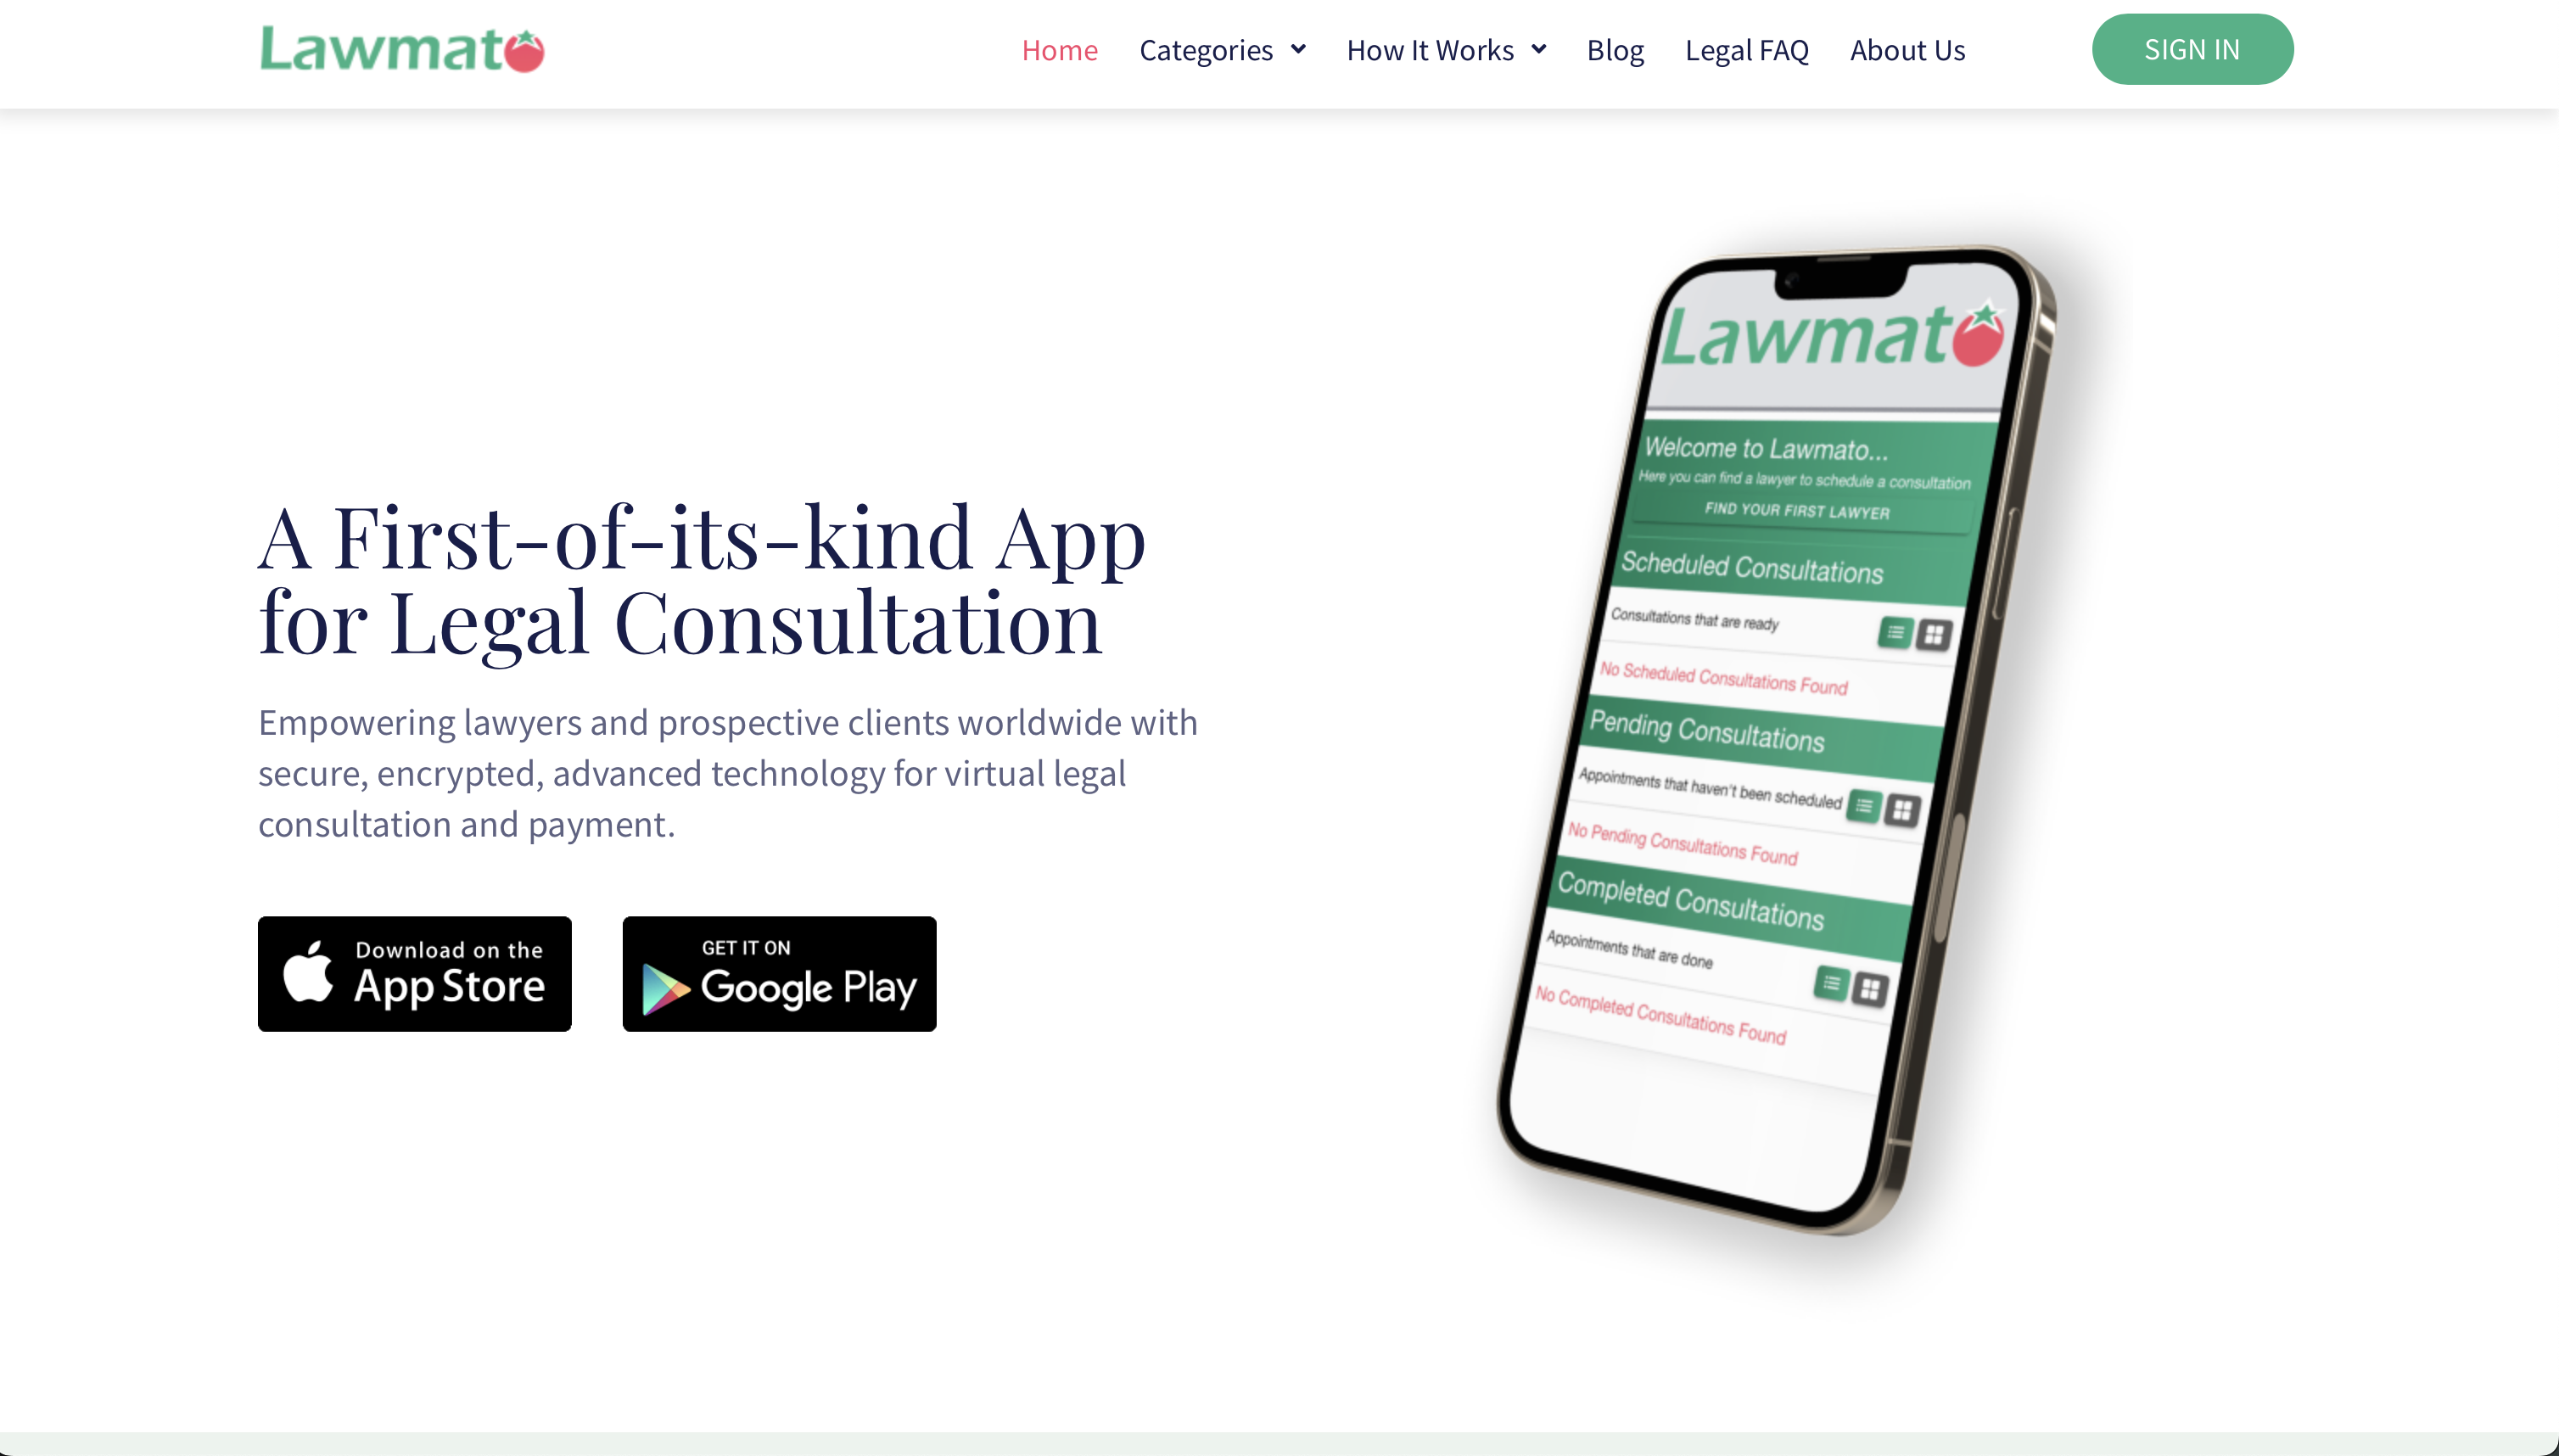 Lawmato
Home
Categories
How It Works
Blog
Legal FAQ
About Us
SIGN IN
A First-of-its-kind App
for Legal Consultation
Empowering lawyers and prospective clients worldwide with
secure, encrypted, advanced technology for virtual legal
consultation and payment.
Download on the
App Store
GET IT ON
Google Play
Lawmato
Welcome to Lawmato...
Here you can find a lawyer to schedule a consultation
FIND YOUR FIRST LAWYER
Scheduled Consultations
Consultations that are ready
No Scheduled Consultations Found
Pending Consultations
Appointments that haven't been scheduled
No Pending Consultations Found
Completed Consultations
Appointments that are done
No Completed Consultations Found